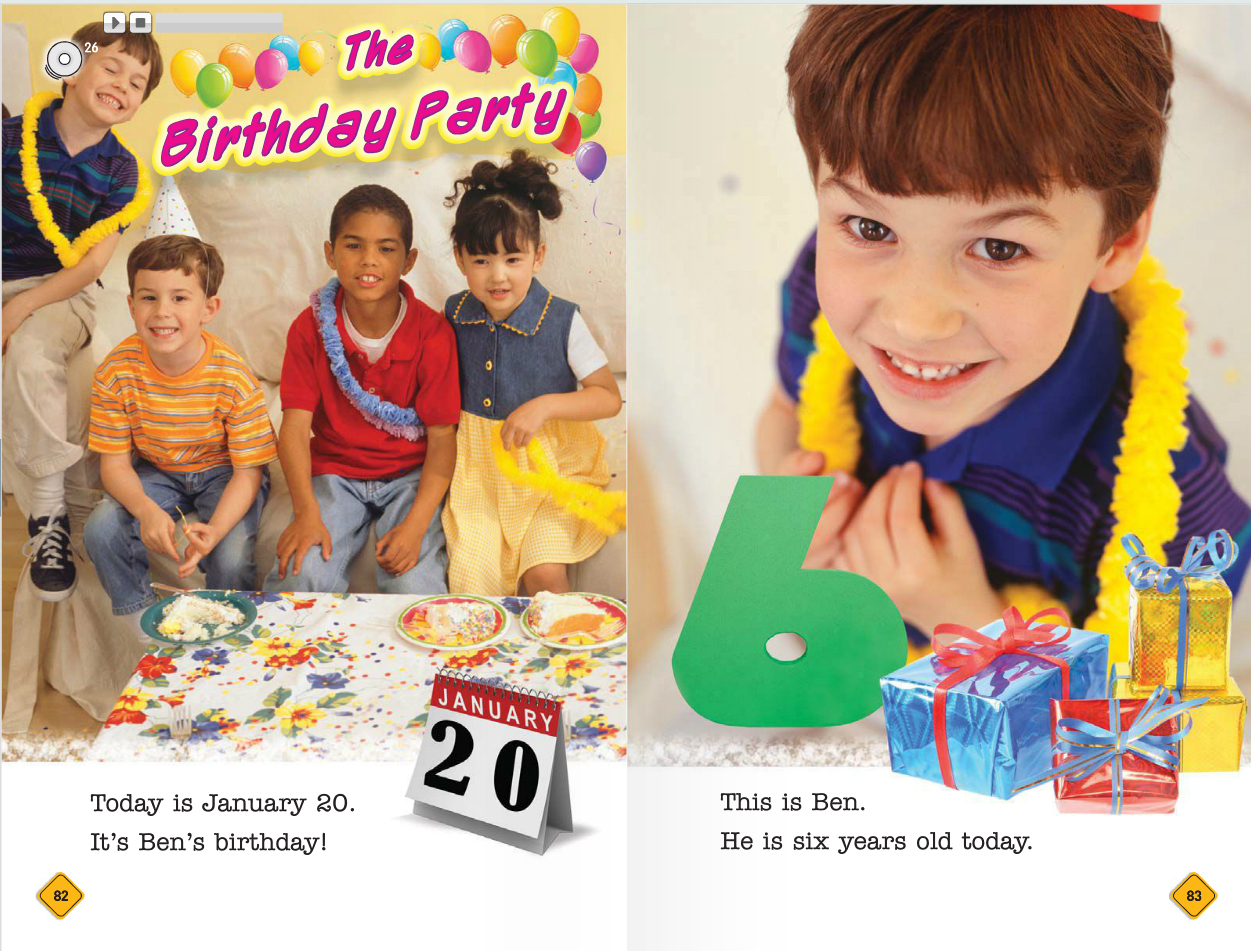 26
The
Birthday Party
JANUARY
20
Today is January 20.
It's Ben's birthday!
82
6
This is Ben.
He is six years old today.
83